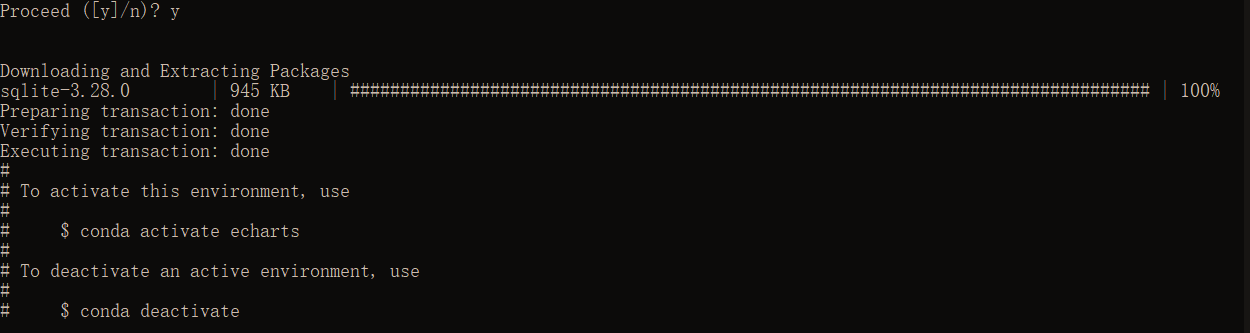 Proceed ([y]/n)? y
Downloading and Extracting Packages
sqlite-3.28.0        | 945 KB    | ################################################################################ | 100%
Preparing transaction: done
Verifying transaction: done
Executing transaction: done
#
# To activate this environment, use
#
#     $ conda activate echarts
#
# To deactivate an active environment, use
#
#     $ conda deactivate